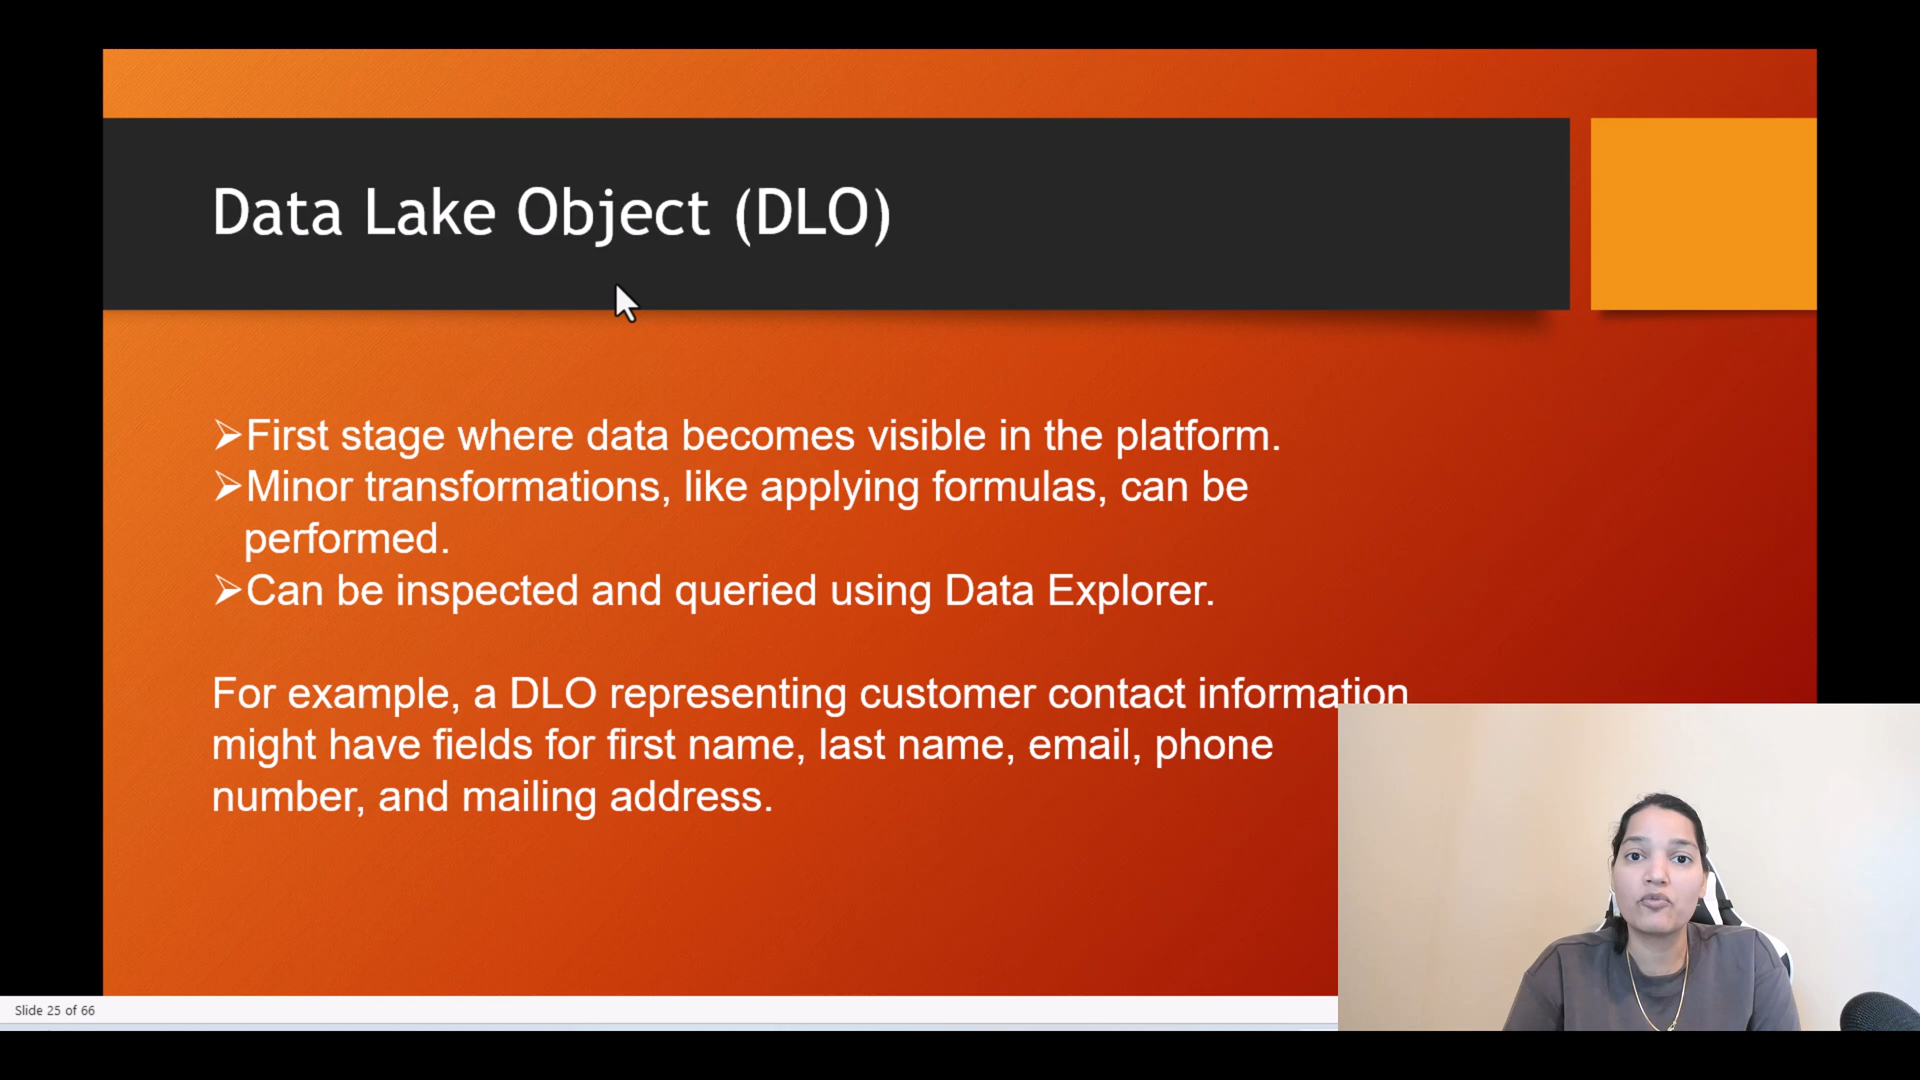 Data Lake Object (DLO)
➢First stage where data becomes visible in the platform.
➢Minor transformations, like applying formulas, can be
performed.
➢Can be inspected and queried using Data Explorer.
For example, a DLO representing customer contact information
might have fields for first name, last name, email, phone
number, and mailing address.
Slide 25 of 66